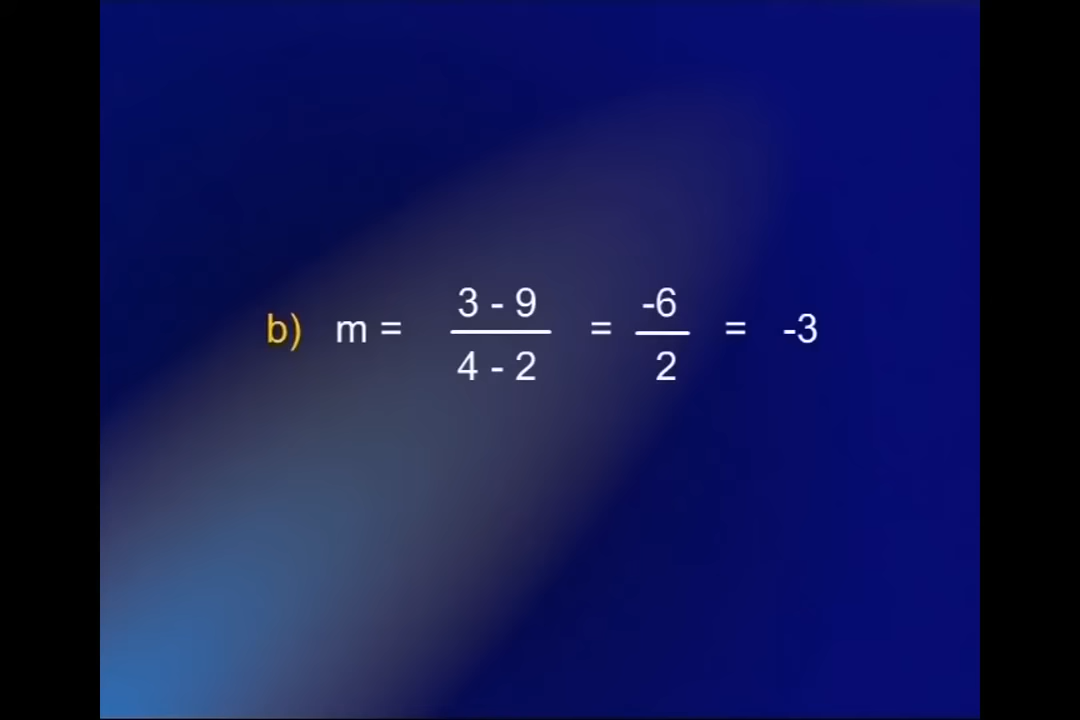 b) m = 3 - 9 / 4 - 2 = -6 / 2 = -3